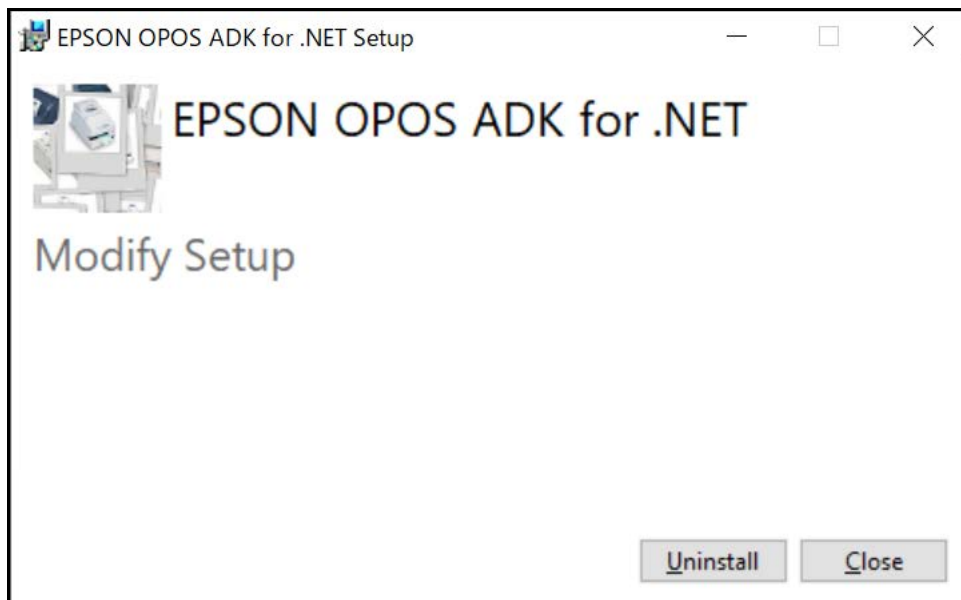 EPSON OPOS ADK for .NET Setup
EPSON OPOS ADK for .NET
Modify Setup
Uninstall Close